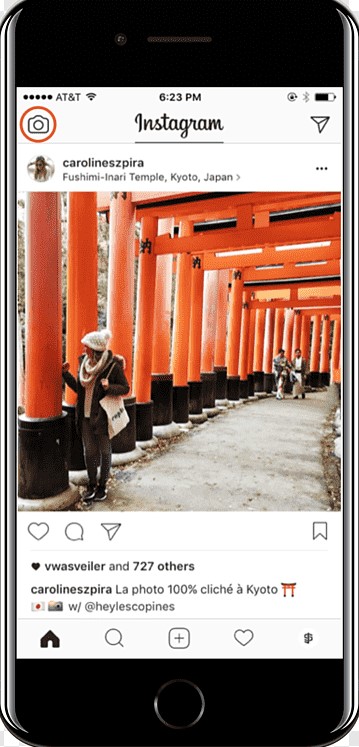 AT&T 6:23 PM
Instagram
carolineszpira
Fushimi-Inari Temple, Kyoto, Japan >
vwasveiler and 727 others
carolineszpira La photo 100% cliché à Kyoto ⛩️
🇯🇵 📸 w/ @heylescopines